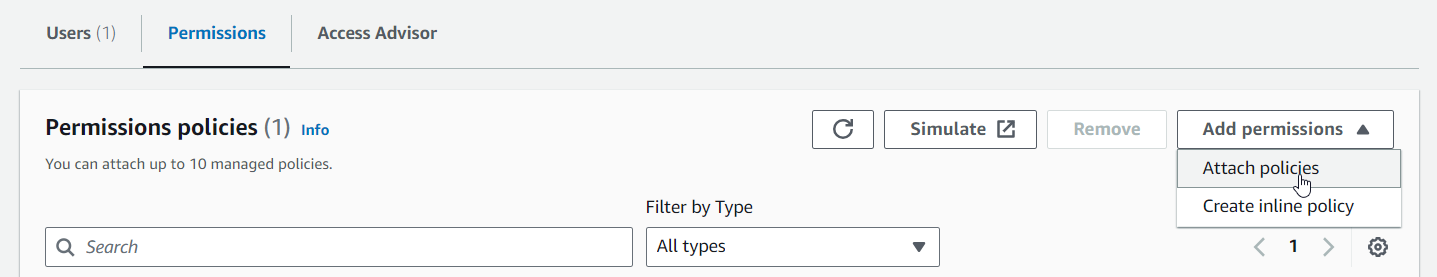 Users (1)
Permissions
Access Advisor
Permissions policies (1) Info
You can attach up to 10 managed policies.
Simulate
Remove
Add permissions
Attach policies
Create inline policy
Filter by Type
Search
All types
1